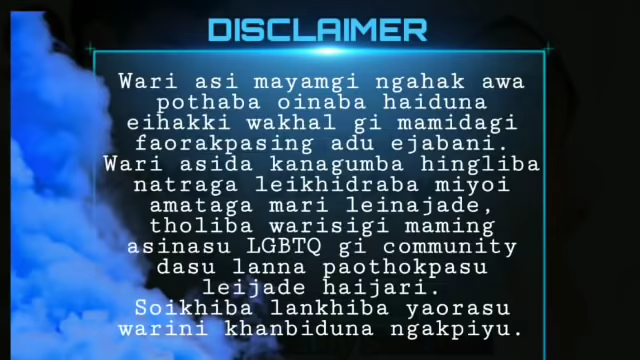 DISCLAIMER
Wari asi mayamgi ngahak awa
pothaba oinaba haiduna
eihakki wakhal gi mamidagi
faorakpasing adu ejabani.
Wari asida kanagumba hingliba
natraga leikhidraba miyoi
amataga mari leinajade,
tholiba warisigi maming
asinasu LGBTQ gi community
dasu lanna paothokpasu
leijade haijari.
Soikhiba lankhiba yaorasu
warini khanbiduna ngakpiyu.